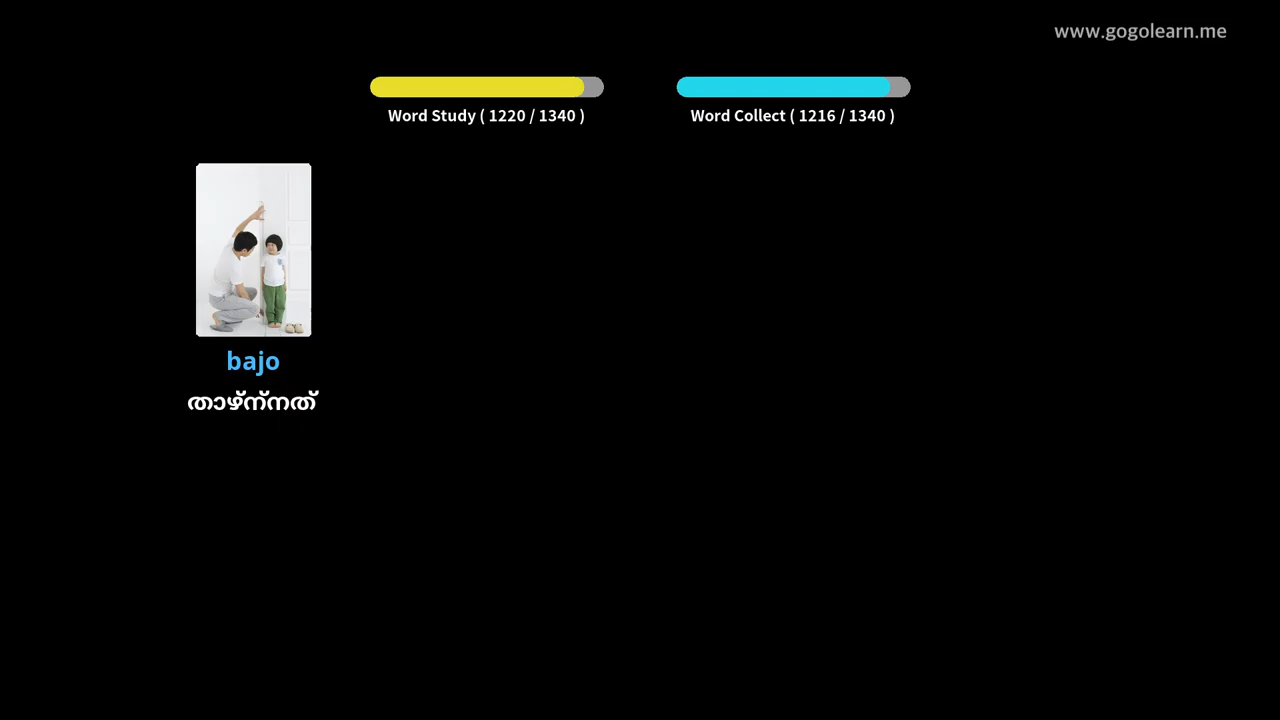 www.gogolearn.me
Word Study ( 1220 / 1340 )
Word Collect ( 1216 / 1340 )
bajo
താഴ്ന്നത്